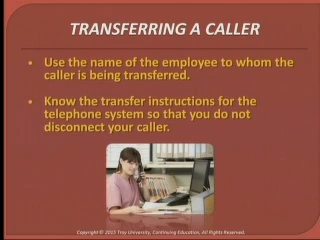 TRANSFERRING A CALLER
• Use the name of the employee to whom the
caller is being transferred.
• Know the transfer instructions for the
telephone system so that you do not
disconnect your caller.
Copyright © 2015 Troy University, Continuing Education, All Rights Reserved.